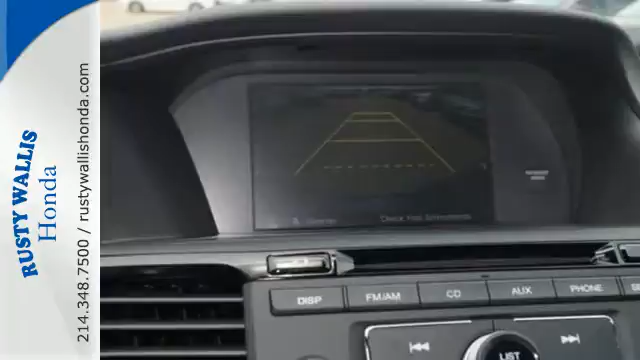 RUSTY WALLIS
Honda
214.348.7500 / rustywallishonda.com
Check Your Surroundings
DISP
FM/AM
CD
AUX
PHONE
LIST